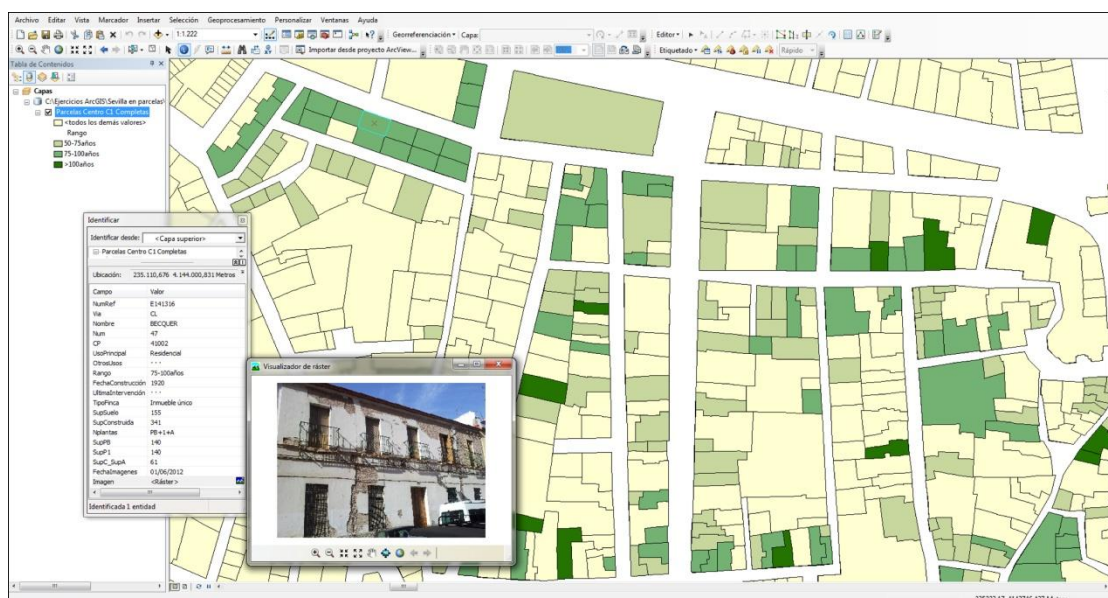 Archivo Editar Vista Marcador Insertar Selección Geoprocesamiento Personalizar Ventanas Ayuda
1:1.222 Georreferenciación Capa: Editor
Importar desde proyecto ArcView... Etiquetado Rápido
Tabla de Contenidos
Capas
C:\Ejercicios ArcGIS\Sevilla en parcelas\
Parcelas Centro C1 Completas
<todos los demás valores>
Rango
50-75años
75-100años
>100años
Identificar
Identificar desde: <Capa superior>
Parcelas Centro C1 Completas
Ubicación: 235.110,676 4.144.000,831 Metros
Campo Valor
NumRef E141316
Via CL
Nombre BECQUER
Num 47
CP 41002
UsoPrincipal Residencial
OtrosUsos - - -
Rango 75-100años
FechaConstrucción 1920
UltimaIntervención - - -
TipoFinca Inmueble único
SupSuelo 155
SupConstruida 341
Nplantas PB+1+A
SupPB 140
SupP1 140
SupC_SupA 61
FechaImagenes 01/06/2012
Imagen <Ráster>
Identificada 1 entidad
Visualizador de ráster